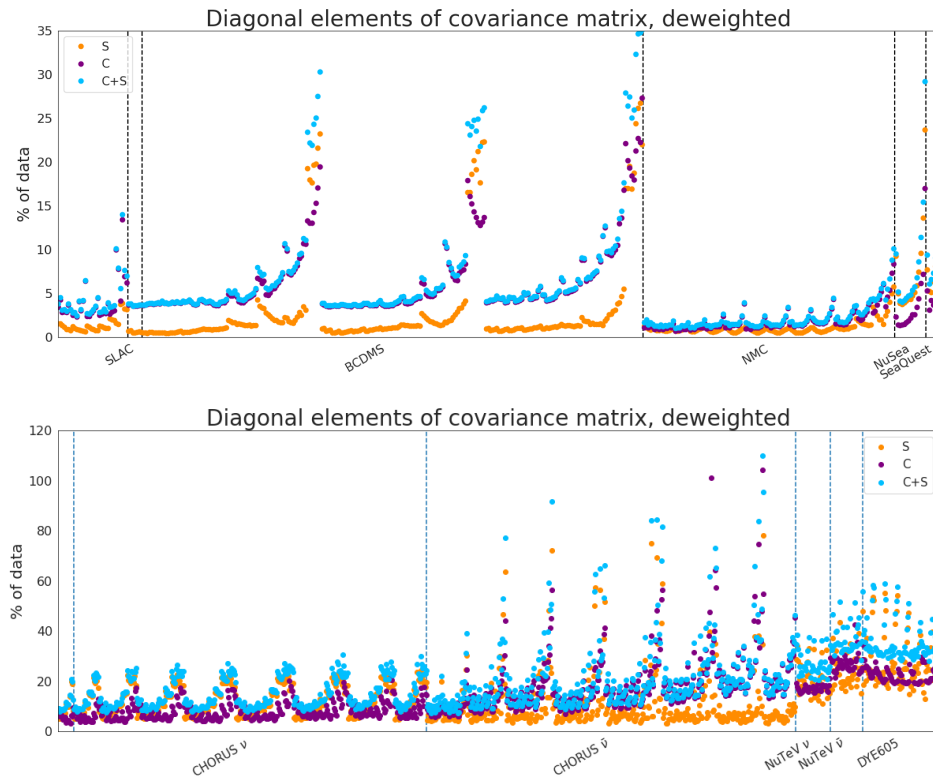 Diagonal elements of covariance matrix, deweighted
35
30
25
20
15
10
5
0
% of data
S
C
C+S
SLAC
BCDMS
NMC
NuSea
SeaQuest
Diagonal elements of covariance matrix, deweighted
120
100
80
60
40
20
0
% of data
S
C
C+S
CHORUS ν
CHORUS ν̄
NuTeV ν
NuTeV ν̄
DYE605